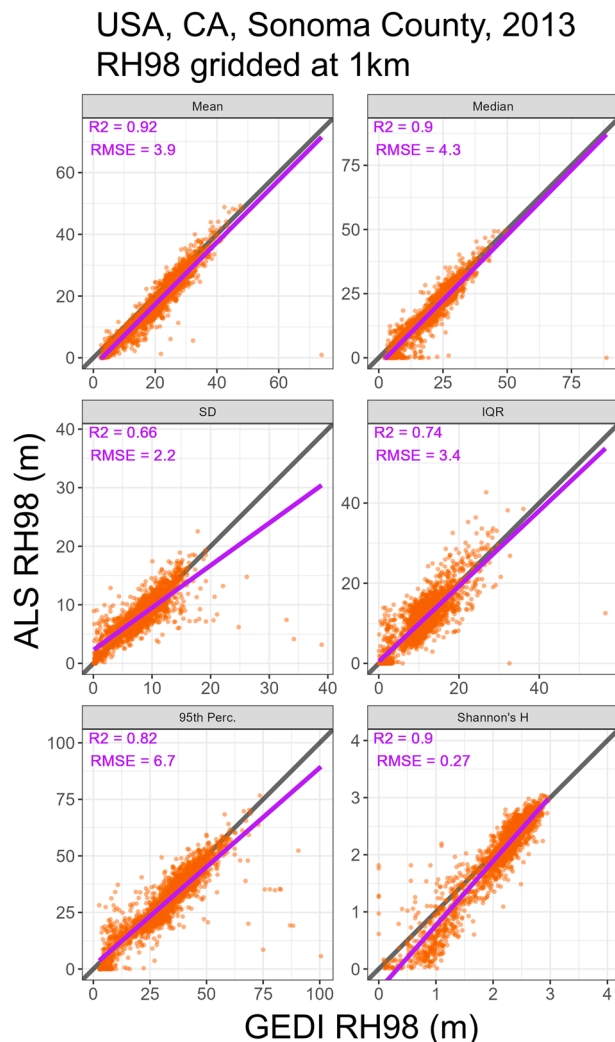 USA, CA, Sonoma County, 2013
RH98 gridded at 1km
Mean
R2 = 0.92
RMSE = 3.9
60
40
20
0
0 20 40 60
Median
R2 = 0.9
RMSE = 4.3
75
50
25
0
0 25 50 75
SD
R2 = 0.66
RMSE = 2.2
40
30
20
10
0
0 10 20 30 40
IQR
R2 = 0.74
RMSE = 3.4
40
20
0
0 20 40
95th Perc.
R2 = 0.82
RMSE = 6.7
100
75
50
25
0
0 25 50 75 100
Shannon's H
R2 = 0.9
RMSE = 0.27
4
3
2
1
0
0 1 2 3 4
ALS RH98 (m)
GEDI RH98 (m)